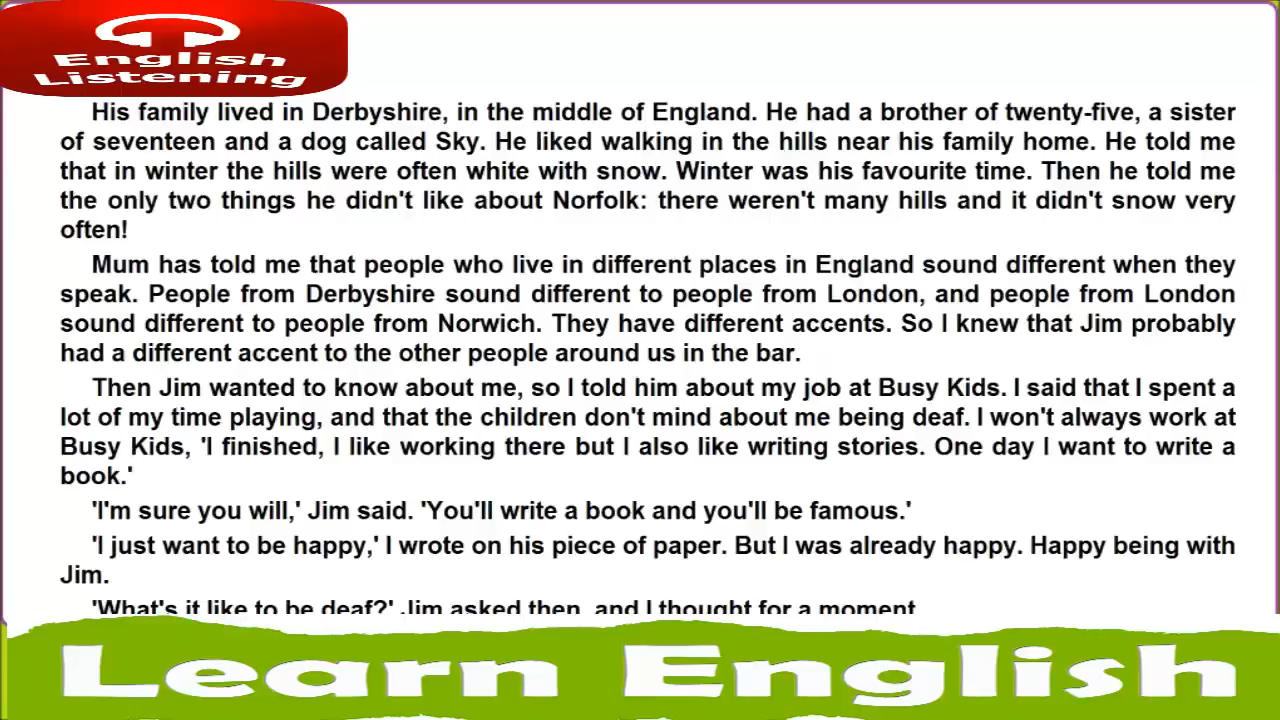 English
Listening
His family lived in Derbyshire, in the middle of England. He had a brother of twenty-five, a sister
of seventeen and a dog called Sky. He liked walking in the hills near his family home. He told me
that in winter the hills were often white with snow. Winter was his favourite time. Then he told me
the only two things he didn't like about Norfolk: there weren't many hills and it didn't snow very
often!
Mum has told me that people who live in different places in England sound different when they
speak. People from Derbyshire sound different to people from London, and people from London
sound different to people from Norwich. They have different accents. So I knew that Jim probably
had a different accent to the other people around us in the bar.
Then Jim wanted to know about me, so I told him about my job at Busy Kids. I said that I spent a
lot of my time playing, and that the children don't mind about me being deaf. I won't always work at
Busy Kids, 'I finished, I like working there but I also like writing stories. One day I want to write a
book.'
'I'm sure you will,' Jim said. 'You'll write a book and you'll be famous.'
'I just want to be happy,' I wrote on his piece of paper. But I was already happy. Happy being with
Jim.
'What's it like to be deaf?' Jim asked then, and I thought for a moment
Learn English